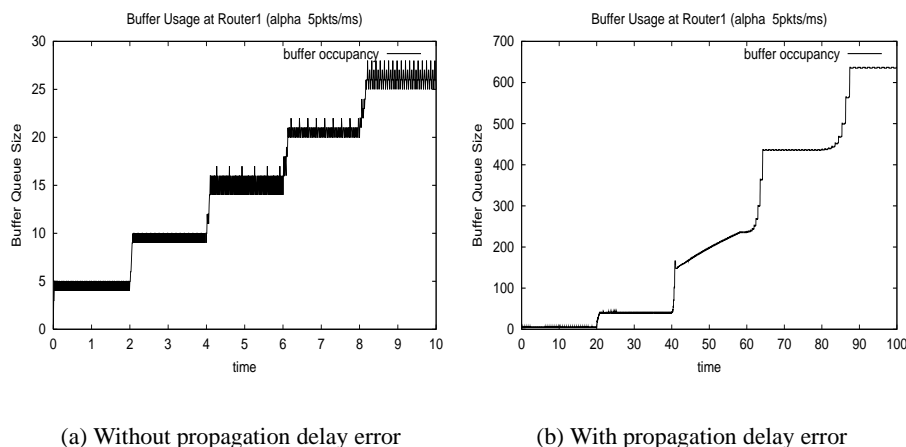 Buffer Usage at Router1 (alpha 5pkts/ms)
buffer occupancy
30
25
20
15
10
5
0
Buffer Queue Size
0 1 2 3 4 5 6 7 8 9 10
time
(a) Without propagation delay error
Buffer Usage at Router1 (alpha 5pkts/ms)
buffer occupancy
700
600
500
400
300
200
100
0
Buffer Queue Size
0 10 20 30 40 50 60 70 80 90 100
time
(b) With propagation delay error